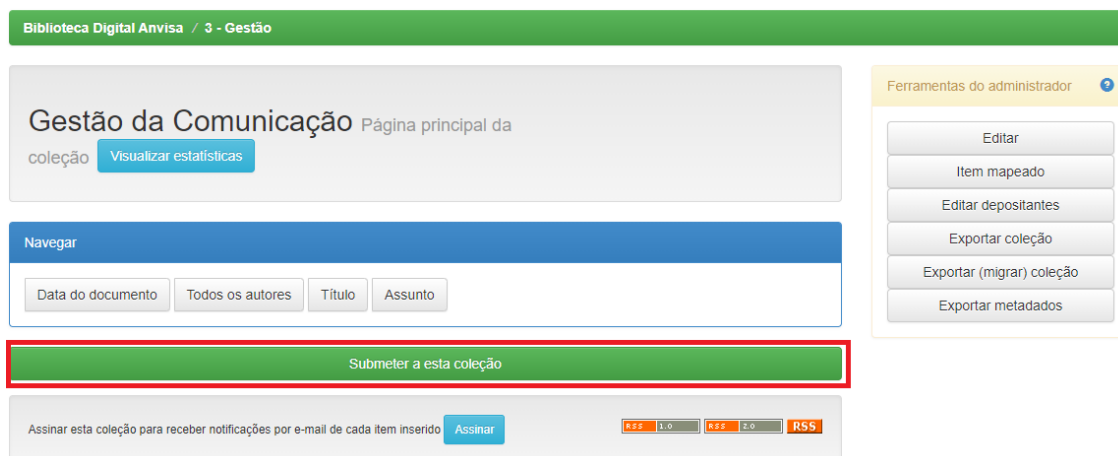 Biblioteca Digital Anvisa / 3 - Gestão
Gestão da Comunicação Página principal da
coleção Visualizar estatísticas
Navegar
Data do documento Todos os autores Título Assunto
Submeter a esta coleção
Assinar esta coleção para receber notificações por e-mail de cada item inserido Assinar RSS 1.0 RSS 2.0 RSS
Ferramentas do administrador ?
Editar
Item mapeado
Editar depositantes
Exportar coleção
Exportar (migrar) coleção
Exportar metadados